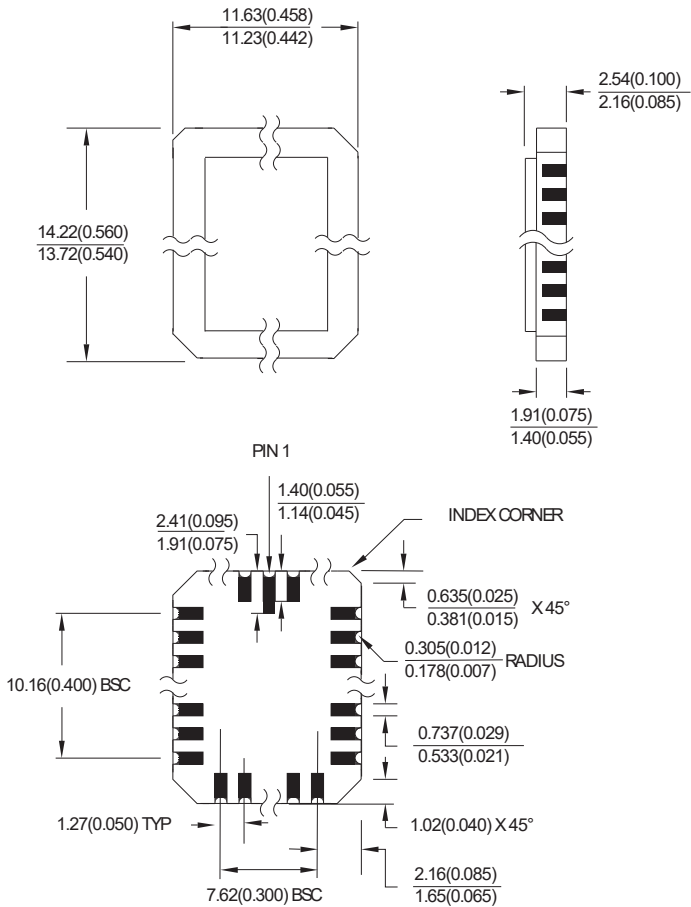 11.63(0.458)
11.23(0.442)
2.54(0.100)
2.16(0.085)
14.22(0.560)
13.72(0.540)
1.91(0.075)
1.40(0.055)
PIN 1
1.40(0.055)
1.14(0.045)
2.41(0.095)
1.91(0.075)
INDEX CORNER
0.635(0.025)
0.381(0.015)
X 45°
0.305(0.012)
0.178(0.007)
RADIUS
10.16(0.400) BSC
0.737(0.029)
0.533(0.021)
1.27(0.050) TYP
1.02(0.040) X 45°
7.62(0.300) BSC
2.16(0.085)
1.65(0.065)